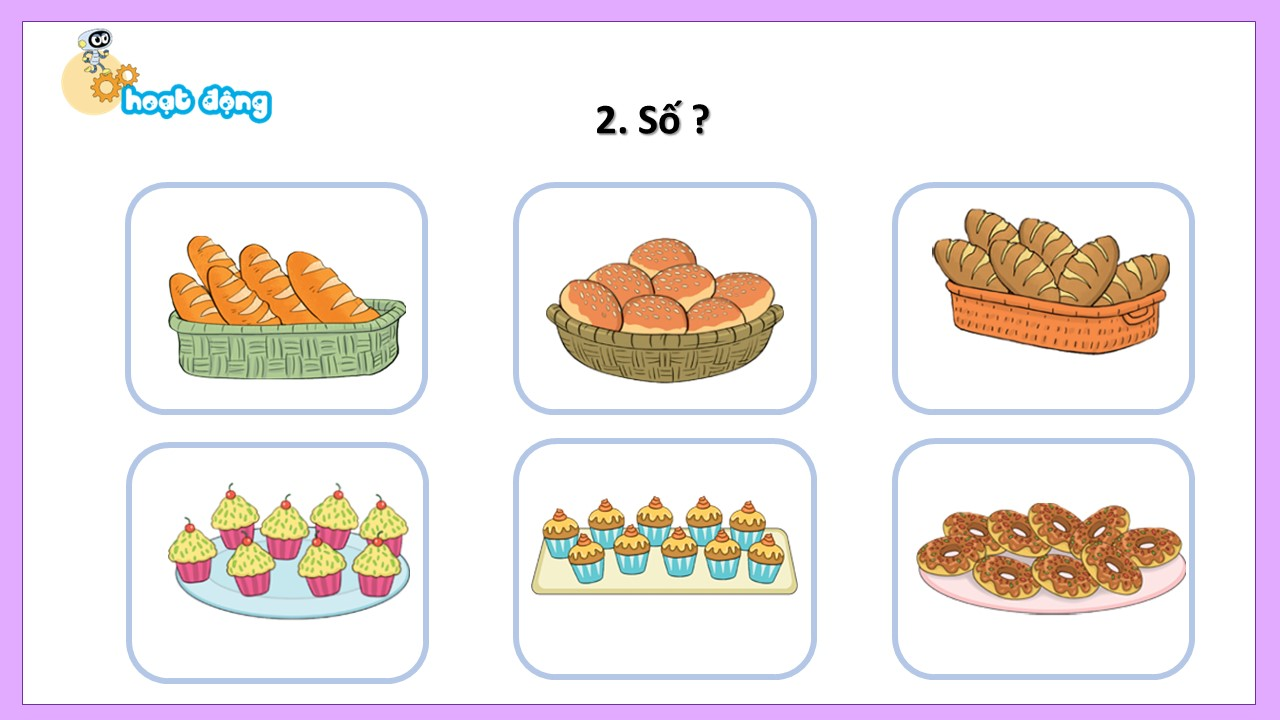 hoạt động
2. Số ?